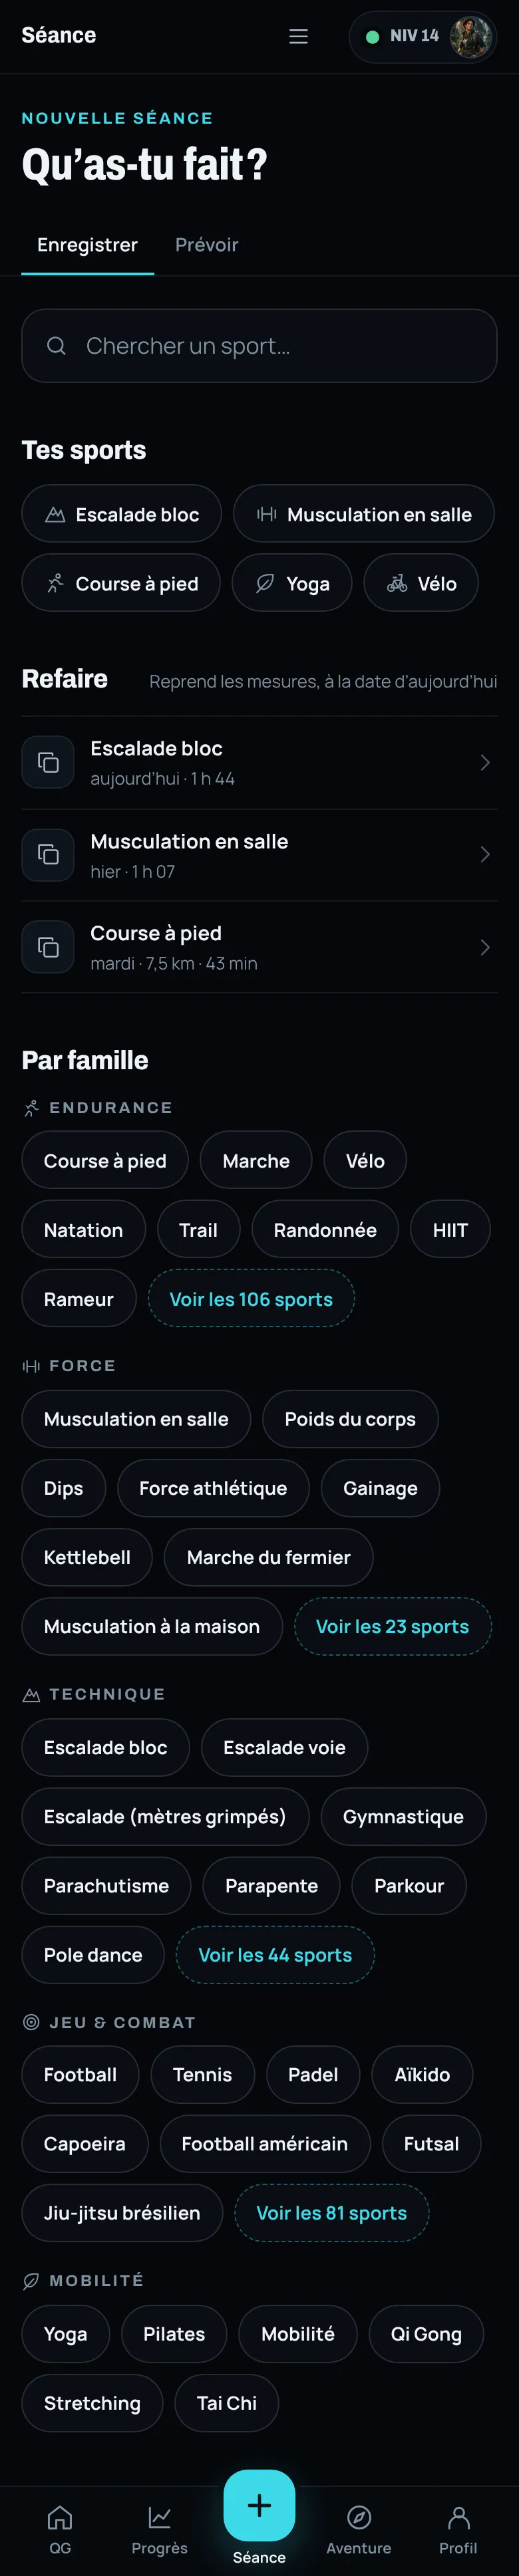 Séance
NIV 14
NOUVELLE SÉANCE
Qu’as-tu fait ?
Enregistrer
Prévoir
Chercher un sport…
Tes sports
Escalade bloc
Musculation en salle
Course à pied
Yoga
Vélo
Refaire
Reprend les mesures, à la date d’aujourd’hui
Escalade bloc
aujourd’hui · 1 h 44
Musculation en salle
hier · 1 h 07
Course à pied
mardi · 7,5 km · 43 min
Par famille
ENDURANCE
Course à pied
Marche
Vélo
Natation
Trail
Randonnée
HIIT
Rameur
Voir les 106 sports
FORCE
Musculation en salle
Poids du corps
Dips
Force athlétique
Gainage
Kettlebell
Marche du fermier
Musculation à la maison
Voir les 23 sports
TECHNIQUE
Escalade bloc
Escalade voie
Escalade (mètres grimpés)
Gymnastique
Parachutisme
Parapente
Parkour
Pole dance
Voir les 44 sports
JEU & COMBAT
Football
Tennis
Padel
Aïkido
Capoeira
Football américain
Futsal
Jiu-jitsu brésilien
Voir les 81 sports
MOBILITÉ
Yoga
Pilates
Mobilité
Qi Gong
Stretching
Tai Chi
QG
Progrès
Séance
Aventure
Profil